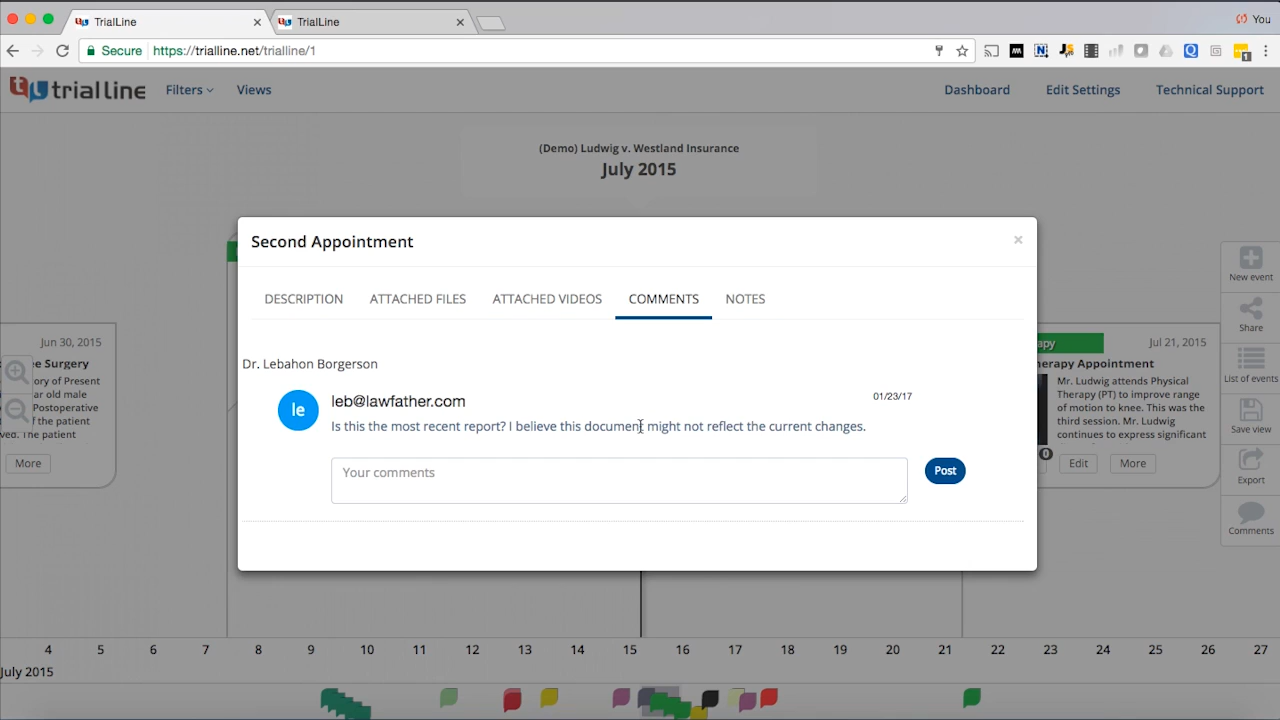 TrialLine
TrialLine
You
Secure
https://trialline.net/trialline/1
trialline
Filters
Views
Dashboard
Edit Settings
Technical Support
(Demo) Ludwig v. Westland Insurance
July 2015
Second Appointment
×
DESCRIPTION
ATTACHED FILES
ATTACHED VIDEOS
COMMENTS
NOTES
Dr. Lebahon Borgerson
le
leb@lawfather.com
01/23/17
Is this the most recent report? I believe this document might not reflect the current changes.
Your comments
Post
Jun 30, 2015
ee Surgery
ory of Present
ar old male
Postoperative
f the patient
ved. The patient
More
apy
Jul 21, 2015
herapy Appointment
Mr. Ludwig attends Physical
Therapy (PT) to improve range
of motion to knee. This was the
third session. Mr. Ludwig
continues to express significant
0
Edit
More
New event
Share
List of events
Save view
Export
Comments
4 5 6 7 8 9 10 11 12 13 14 15 16 17 18 19 20 21 22 23 24 25 26 27
July 2015